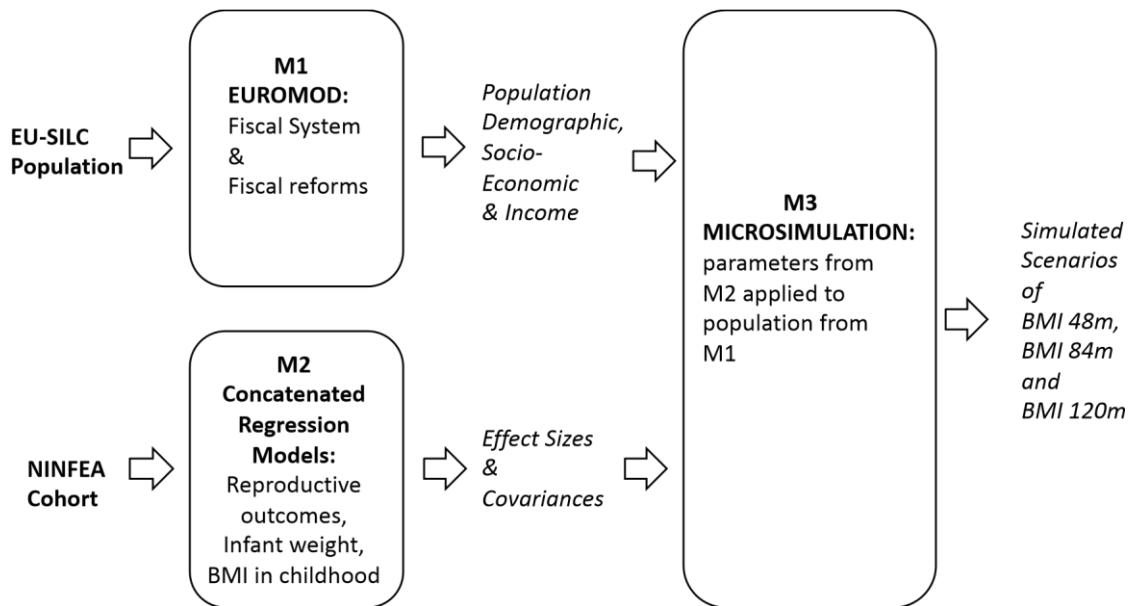 EU-SILC
Population
M1
EUROMOD:
Fiscal System
&
Fiscal reforms
Population
Demographic,
Socio-
Economic
& Income
NINFEA
Cohort
M2
Concatenated
Regression
Models:
Reproductive
outcomes,
Infant weight,
BMI in childhood
Effect Sizes
&
Covariances
M3
MICROSIMULATION:
parameters from
M2 applied to
population from
M1
Simulated
Scenarios
of
BMI 48m,
BMI 84m
and
BMI 120m